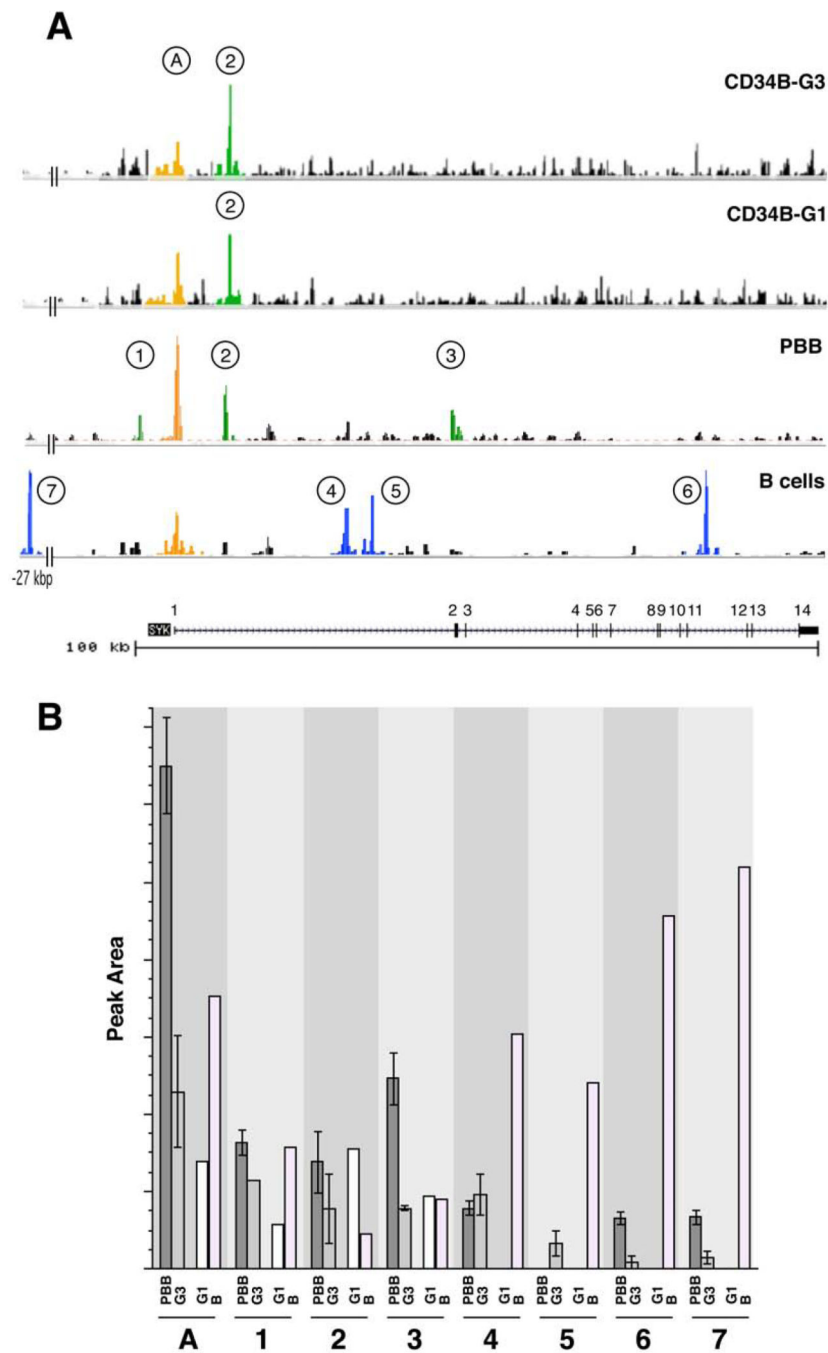 A
A 2
CD34B-G3
2
CD34B-G1
1 2 3
PBB
7 4 5 6
B cells
-27 kbp
1 2 3 4 5 6 7 8 9 10 11 12 13 14
SYK
100 kb
B
Peak Area
PBB G3 G1 B PBB G3 G1 B PBB G3 G1 B PBB G3 G1 B PBB G3 G1 B PBB G3 G1 B PBB G3 G1 B PBB G3 G1 B
A 1 2 3 4 5 6 7